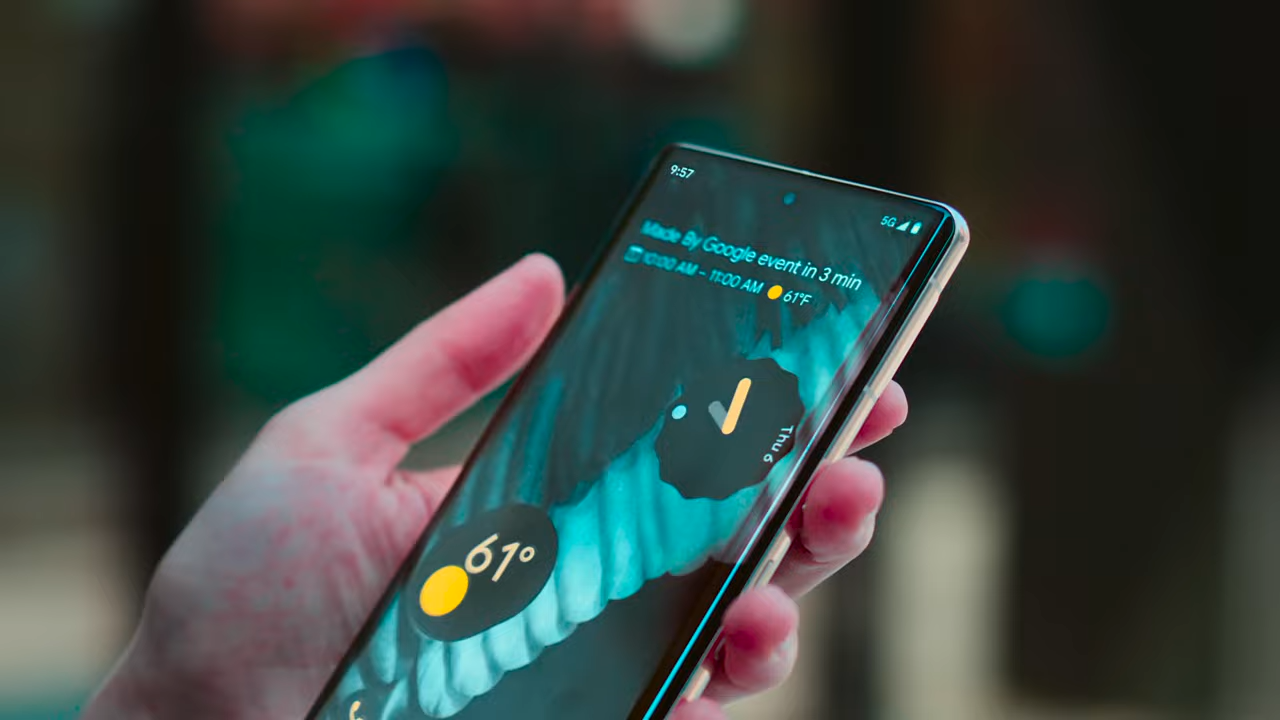 9:57
5G
Made By Google event in 3 min
10:00 AM – 11:00 AM 61°F
Thu 6
61°